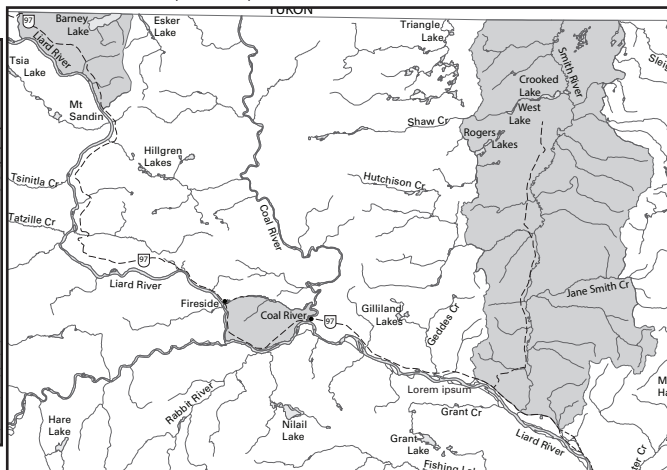 YUKON
97
Barney
Lake
Esker
Lake
Triangle
Lake
Liard River
Smith River
Tsia
Lake
Crooked
Lake
West
Lake
Mt
Sandin
Shaw Cr
Rogers
Lakes
Hillgren
Lakes
Tsinitla Cr
Hutchison Cr
Tatzille Cr
Coal River
97
Liard River
Jane Smith Cr
Fireside
Coal River
97
Gilliland
Lakes
Geddes Cr
Lorem ipsum
Rabbit River
Grant Cr
Hare
Lake
Nilail
Lake
Grant
Lake
Liard River
Fishing